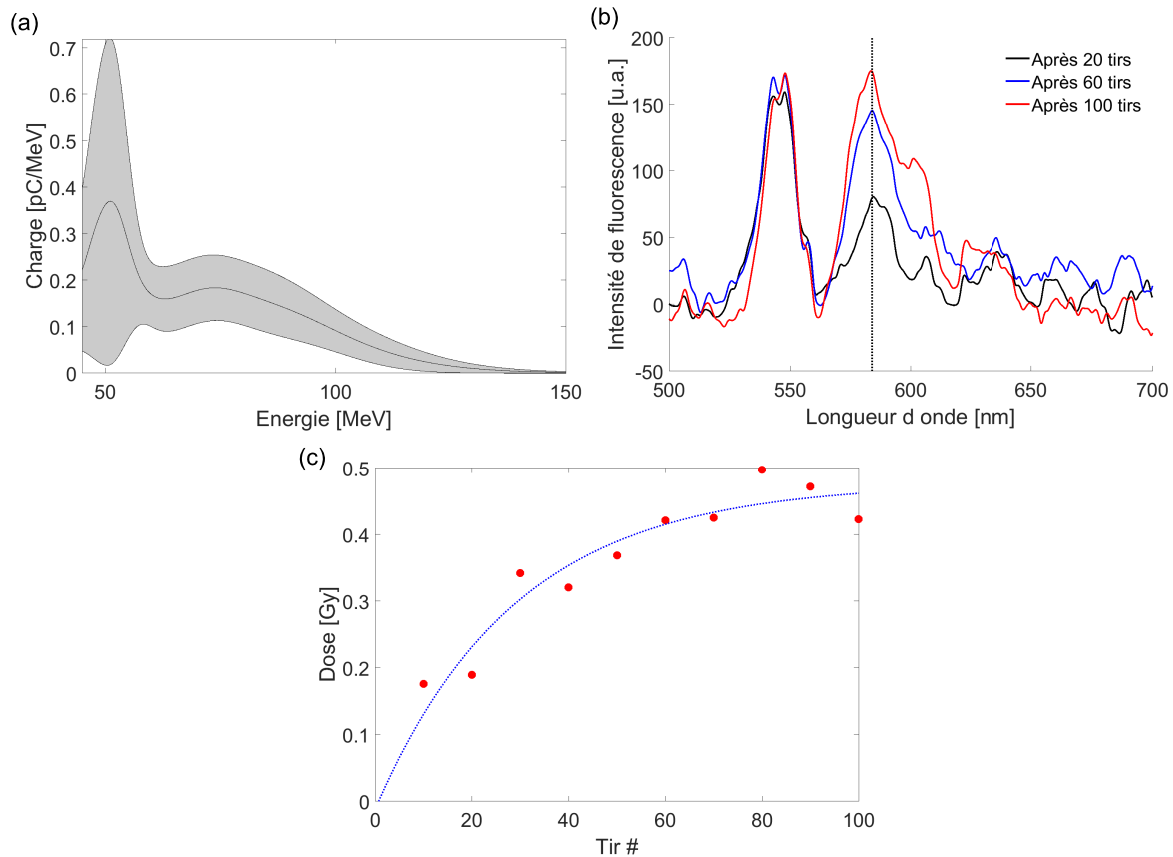 (a)
0.7
0.6
0.5
0.4
0.3
0.2
0.1
0
Charge [pC/MeV]
50
100
150
Energie [MeV]
(b)
200
150
100
50
0
-50
Intensité de fluorescence [u.a.]
Après 20 tirs
Après 60 tirs
Après 100 tirs
500
550
600
650
700
Longueur d onde [nm]
(c)
0.5
0.4
0.3
0.2
0.1
0
Dose [Gy]
0
20
40
60
80
100
Tir #